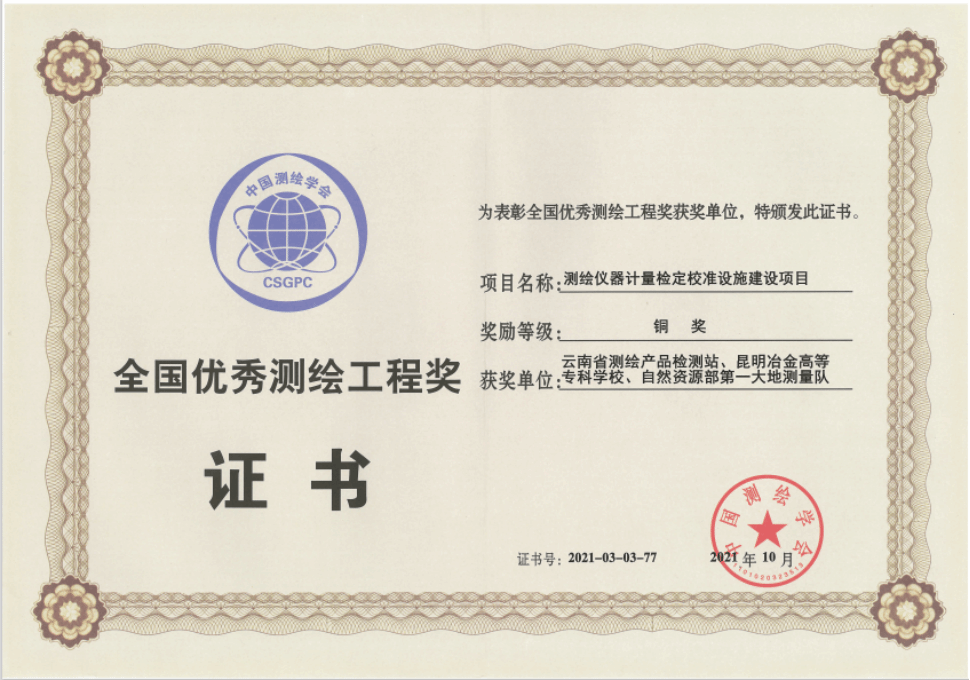 中国测绘学会
CSGPC
全国优秀测绘工程奖
证 书
为表彰全国优秀测绘工程奖获奖单位，特颁发此证书。
项目名称：测绘仪器计量检定校准设施建设项目
奖励等级：铜 奖
获奖单位：云南省测绘产品检测站、昆明冶金高等
专科学校、自然资源部第一大地测量队
证书号：2021-03-03-77
2021 年 10 月
中国测绘学会